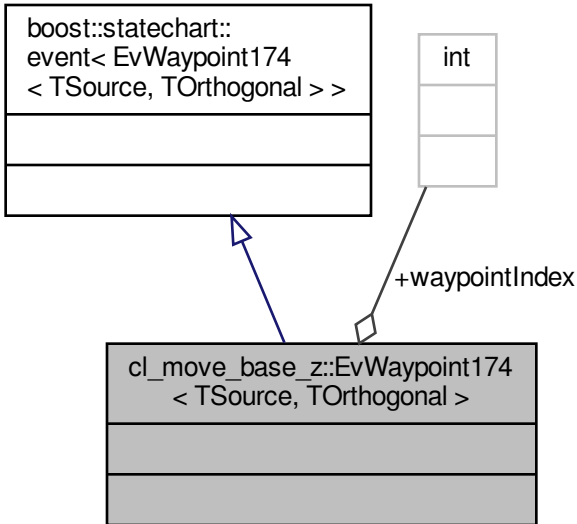 boost::statechart::
event< EvWaypoint174
< TSource, TOrthogonal > >
int
+waypointIndex
cl_move_base_z::EvWaypoint174
< TSource, TOrthogonal >